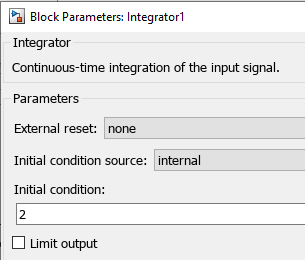 Block Parameters: Integrator1
Integrator
Continuous-time integration of the input signal.
Parameters
External reset: none
Initial condition source: internal
Initial condition:
2
Limit output